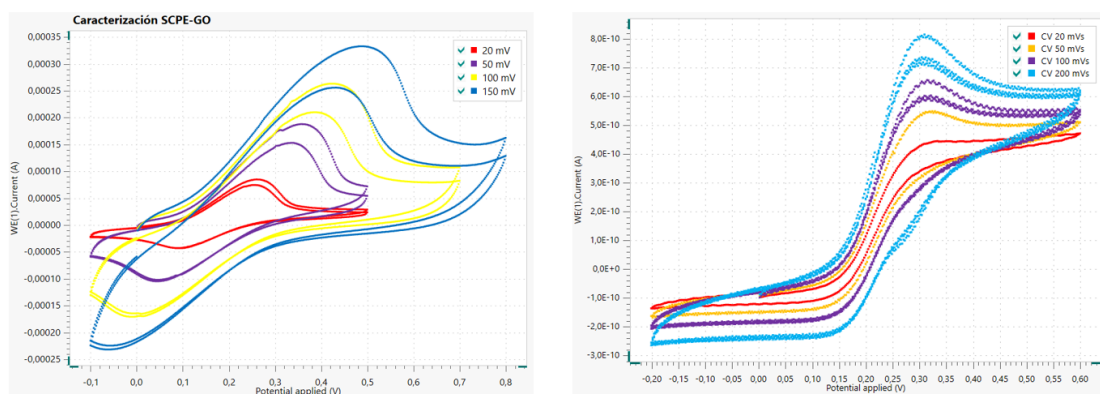 Caracterización SCPE-GO
WE(1).Current (A)
0,00035
0,00030
0,00025
0,00020
0,00015
0,00010
0,00005
0,00000
-0,00005
-0,00010
-0,00015
-0,00020
-0,00025
20 mV
50 mV
100 mV
150 mV
-0,1 0,0 0,1 0,2 0,3 0,4 0,5 0,6 0,7 0,8
Potential applied (V)
WE(1).Current (A)
8,0E-10
7,0E-10
6,0E-10
5,0E-10
4,0E-10
3,0E-10
2,0E-10
1,0E-10
0,0E+0
-1,0E-10
-2,0E-10
-3,0E-10
CV 20 mVs
CV 50 mVs
CV 100 mVs
CV 200 mVs
-0,20 -0,15 -0,10 -0,05 0,00 0,05 0,10 0,15 0,20 0,25 0,30 0,35 0,40 0,45 0,50 0,55 0,60
Potential applied (V)